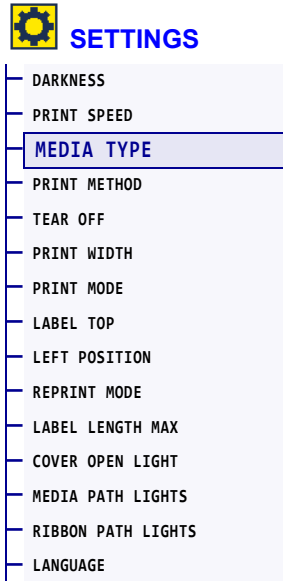 SETTINGS
DARKNESS
PRINT SPEED
MEDIA TYPE
PRINT METHOD
TEAR OFF
PRINT WIDTH
PRINT MODE
LABEL TOP
LEFT POSITION
REPRINT MODE
LABEL LENGTH MAX
COVER OPEN LIGHT
MEDIA PATH LIGHTS
RIBBON PATH LIGHTS
LANGUAGE